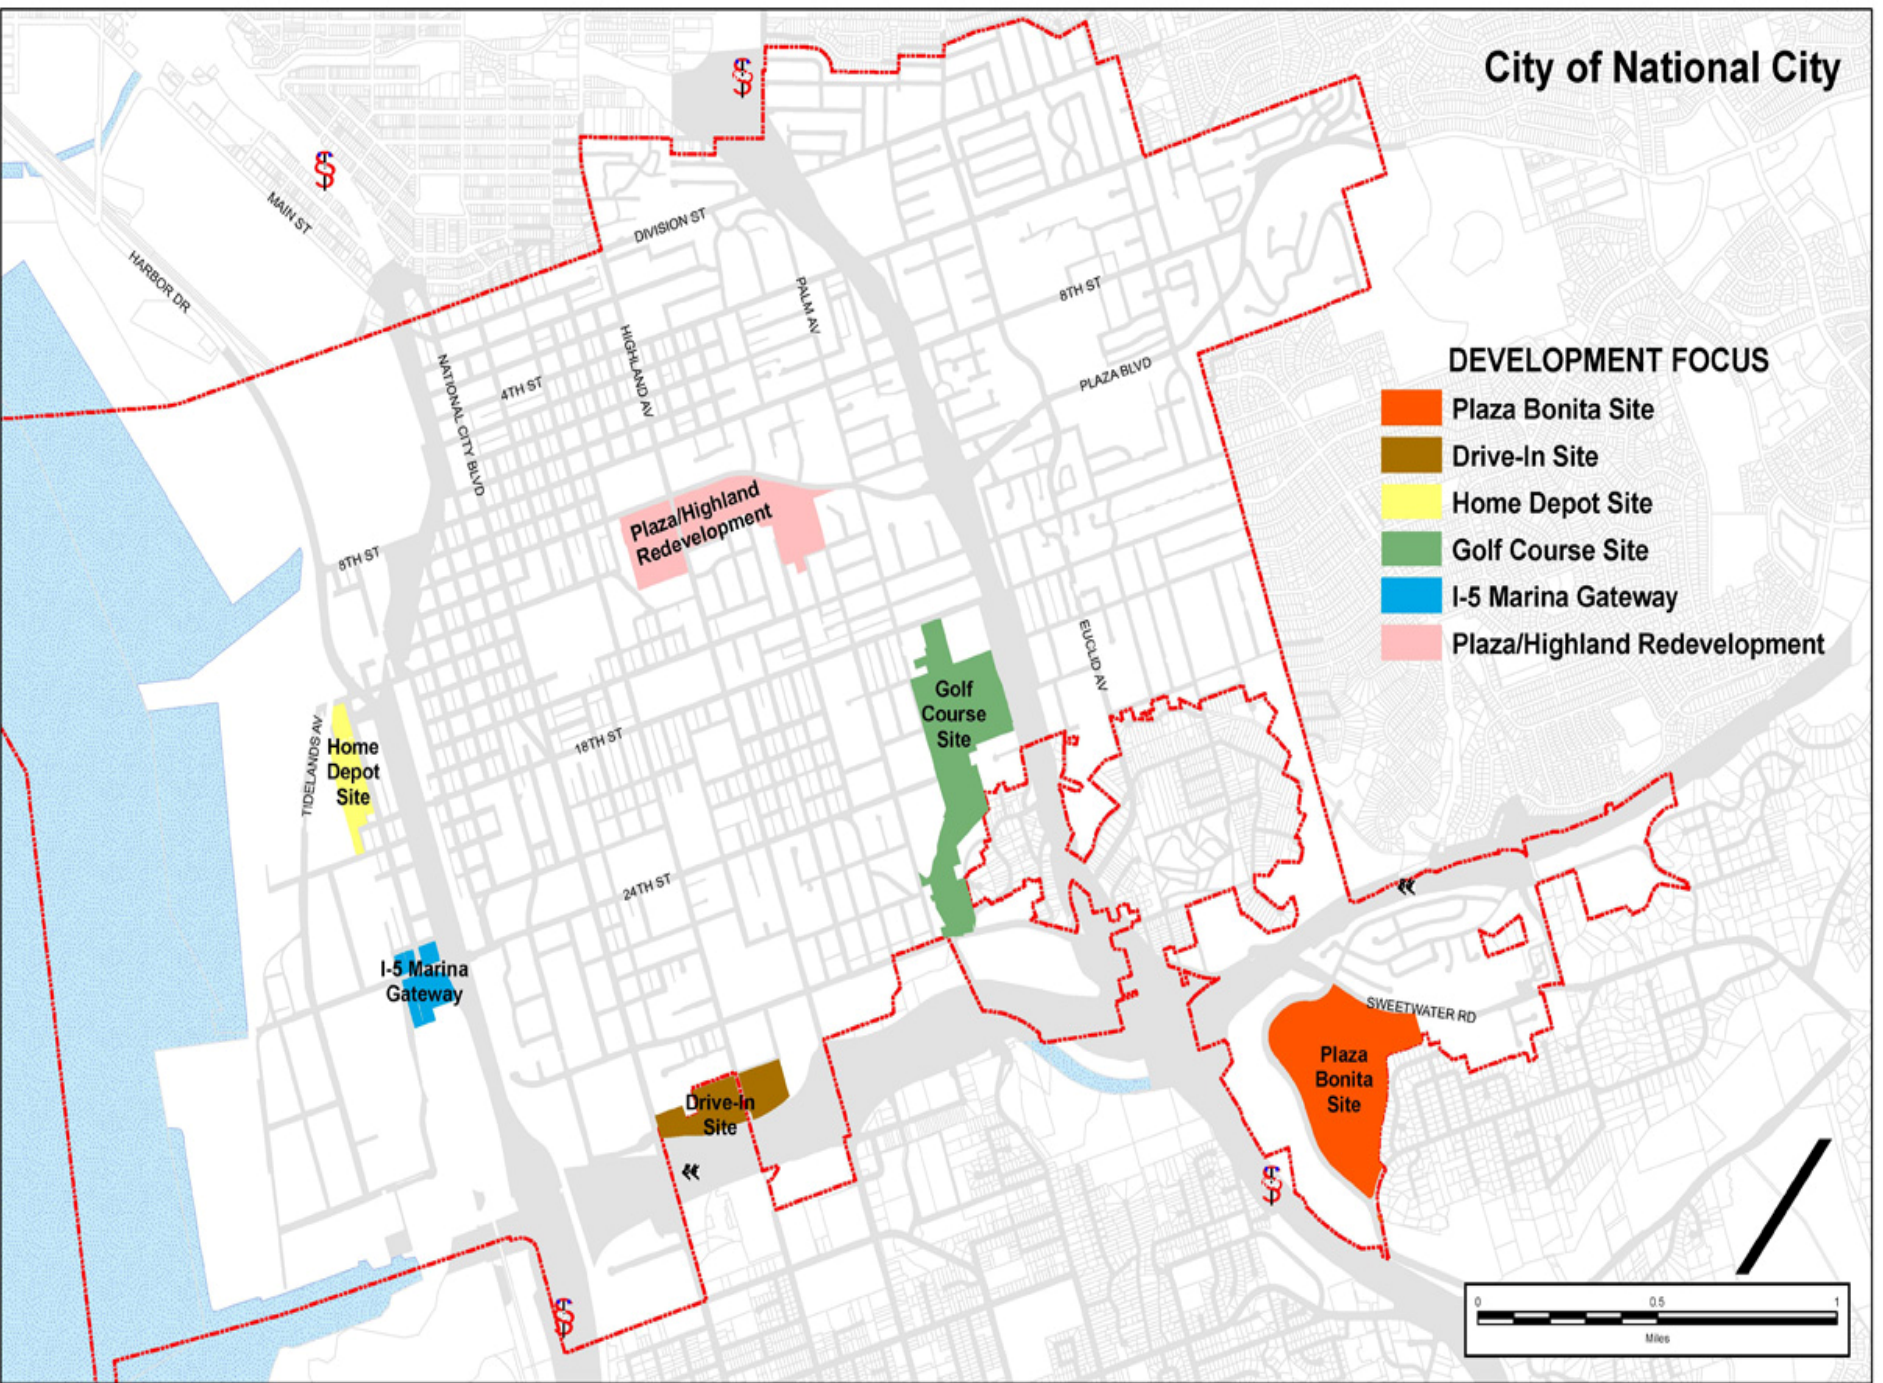 City of National City
MAIN ST
HARBOR DR
DIVISION ST
PALM AV
8TH ST
HIGHLAND AV
NATIONAL CITY BLVD
4TH ST
PLAZA BLVD
DEVELOPMENT FOCUS
Plaza Bonita Site
Drive-In Site
Home Depot Site
Golf Course Site
I-5 Marina Gateway
Plaza/Highland Redevelopment
Plaza/Highland
Redevelopment
8TH ST
EUCLID AV
Golf
Course
Site
TIDELANDS AV
Home
Depot
Site
18TH ST
24TH ST
I-5 Marina
Gateway
SWEETWATER RD
Plaza
Bonita
Site
Drive-In
Site
0 0.5 1
Miles